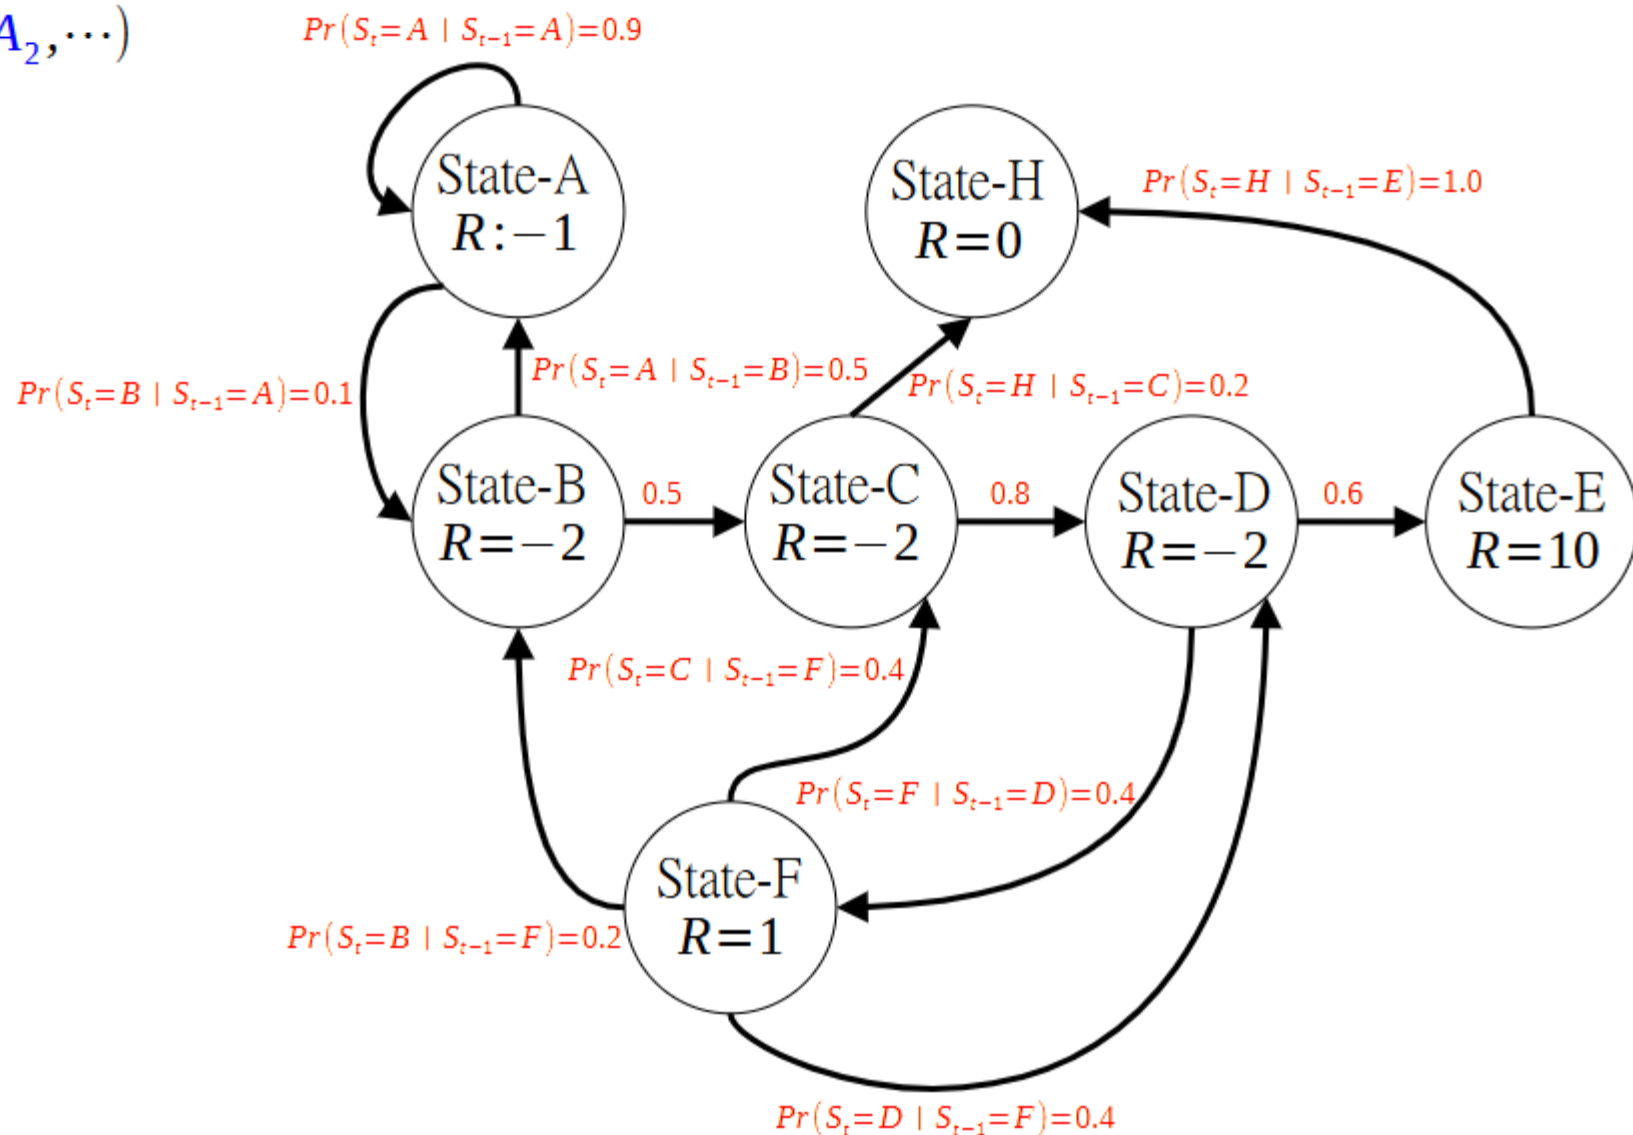 A₂,⋯)
Pr(Sₜ=A | Sₜ₋₁=A)=0.9
State-A
R:−1
State-H
R=0
Pr(Sₜ=H | Sₜ₋₁=E)=1.0
Pr(Sₜ=B | Sₜ₋₁=A)=0.1
Pr(Sₜ=A | Sₜ₋₁=B)=0.5
Pr(Sₜ=H | Sₜ₋₁=C)=0.2
State-B
R=−2
0.5
State-C
R=−2
0.8
State-D
R=−2
0.6
State-E
R=10
Pr(Sₜ=C | Sₜ₋₁=F)=0.4
Pr(Sₜ=F | Sₜ₋₁=D)=0.4
State-F
R=1
Pr(Sₜ=B | Sₜ₋₁=F)=0.2
Pr(Sₜ=D | Sₜ₋₁=F)=0.4